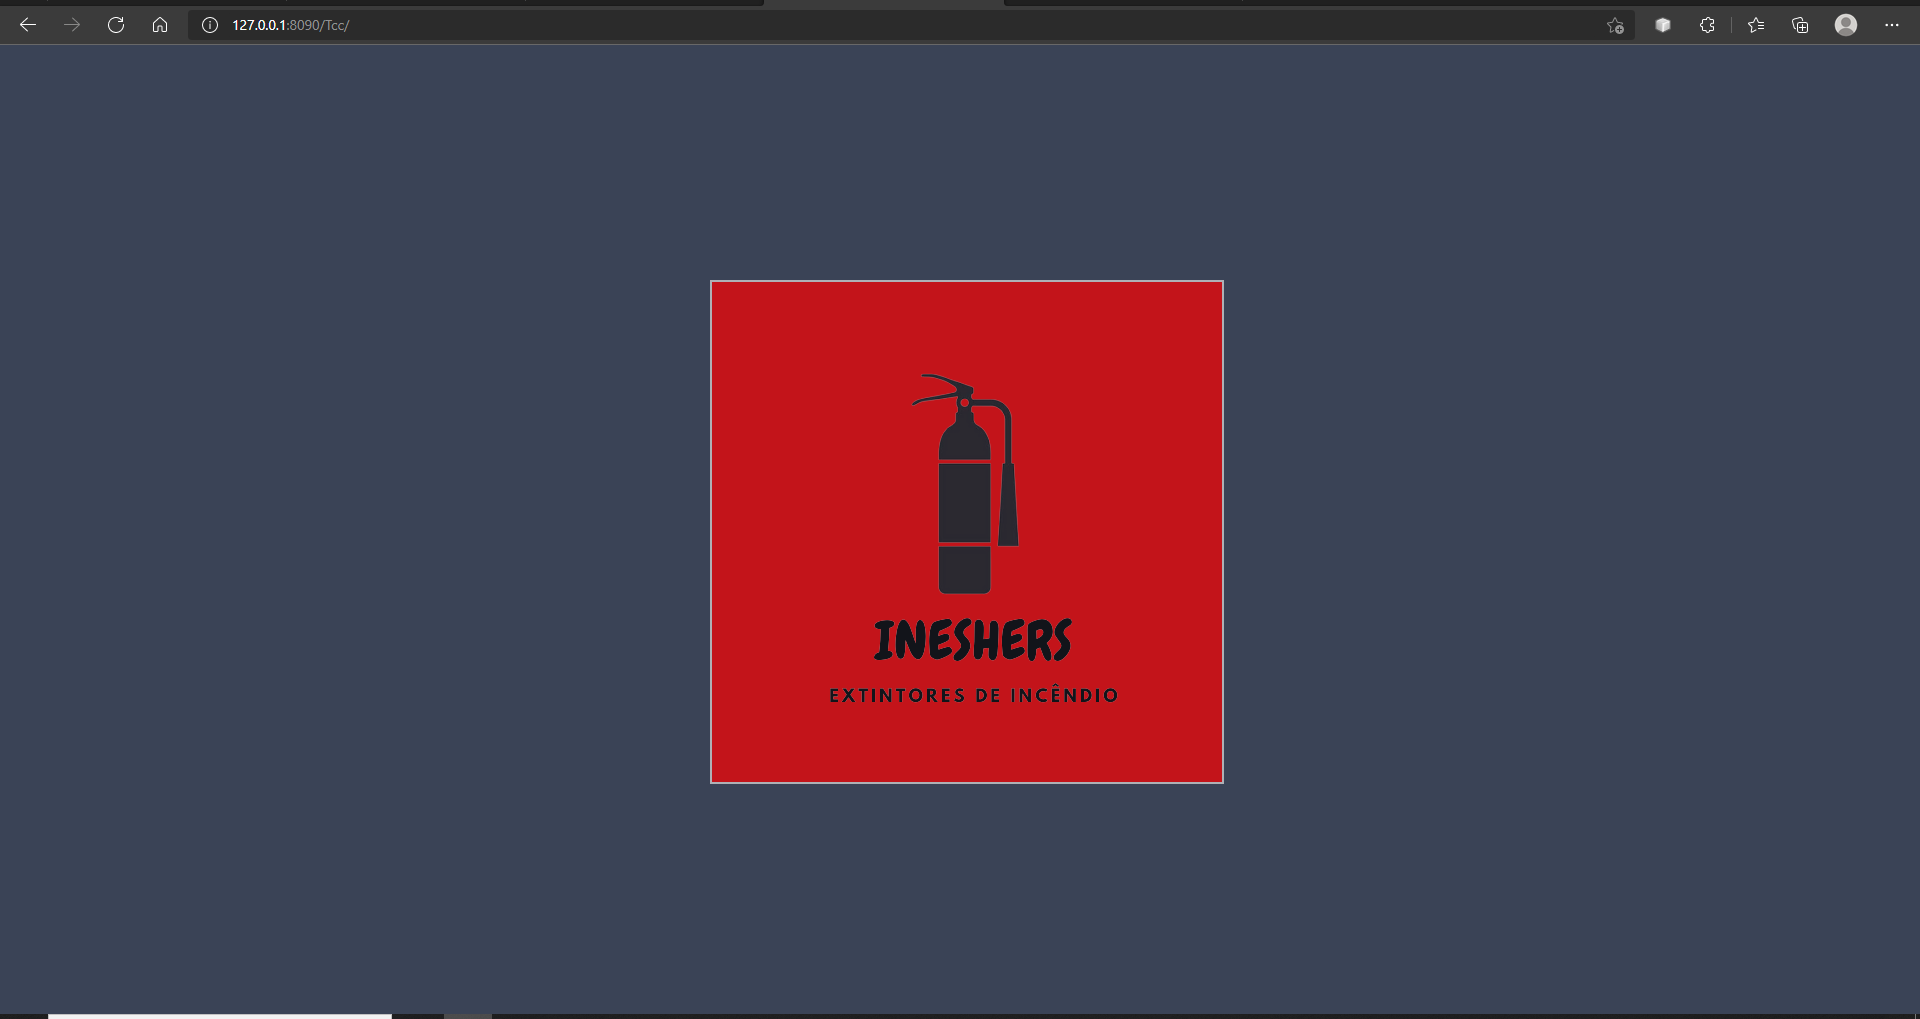 127.0.0.1:8090/Tcc/
INESHERS
EXTINTORES DE INCÊNDIO